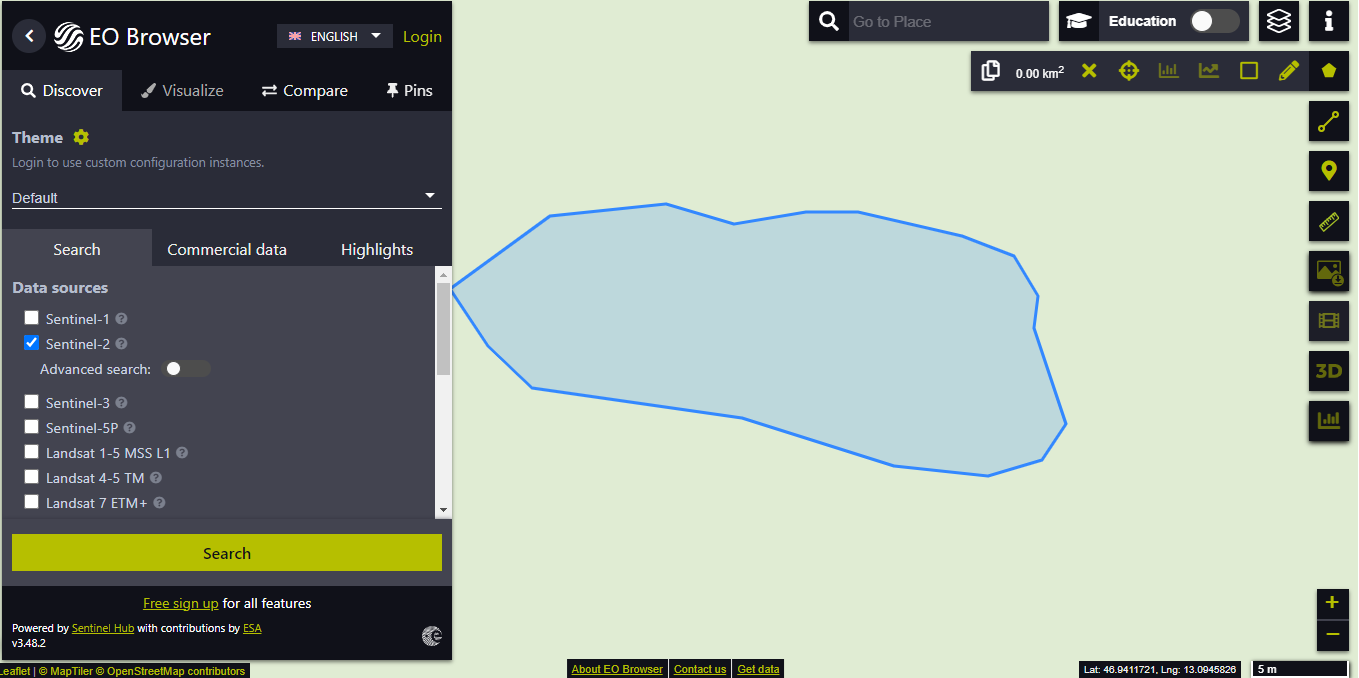 EO Browser
ENGLISH
Login
Go to Place
Education
Discover
Visualize
Compare
Pins
0.00 km²
Theme
Login to use custom configuration instances.
Default
Search
Commercial data
Highlights
Data sources
Sentinel-1
Sentinel-2
Advanced search:
Sentinel-3
Sentinel-5P
Landsat 1-5 MSS L1
Landsat 4-5 TM
Landsat 7 ETM+
3D
Search
Free sign up for all features
Powered by Sentinel Hub with contributions by ESA
v3.48.2
Leaflet | © MapTiler © OpenStreetMap contributors
About EO Browser
Contact us
Get data
Lat: 46.9411721, Lng: 13.0945826
5 m